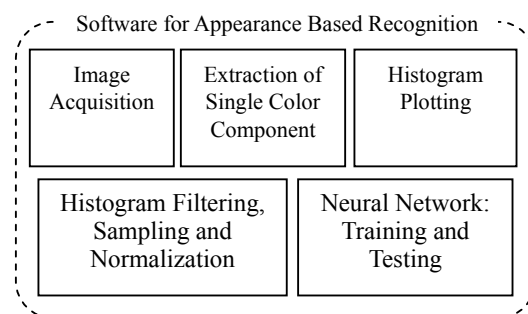 Software for Appearance Based Recognition
Image
Acquisition
Extraction of
Single Color
Component
Histogram
Plotting
Histogram Filtering,
Sampling and
Normalization
Neural Network:
Training and
Testing